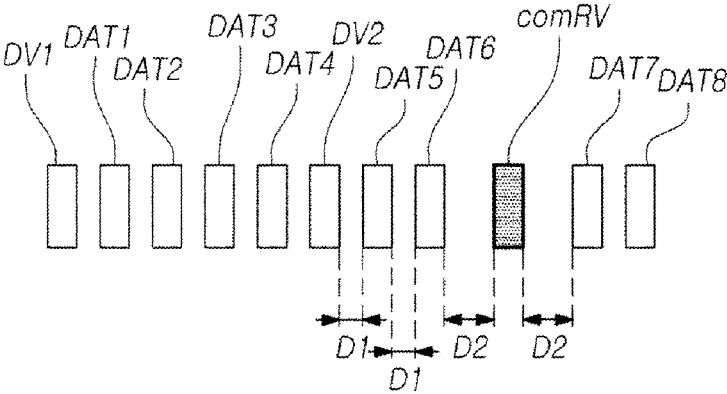 DV1
DAT1
DAT2
DAT3
DAT4
DV2
DAT5
DAT6
comRV
DAT7
DAT8
D1
D1
D2
D2